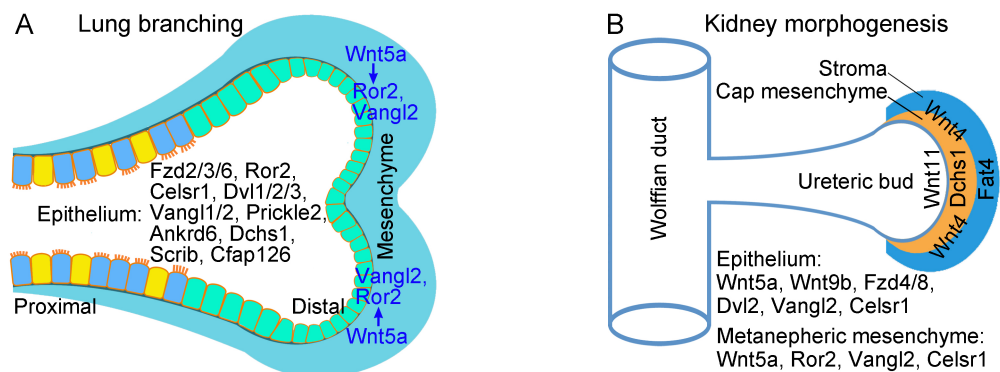 A
Lung branching
Wnt5a
Ror2,
Vangl2
Mesenchyme
Fzd2/3/6, Ror2,
Celsr1, Dvl1/2/3,
Epithelium: Vangl1/2, Prickle2,
Ankrd6, Dchs1,
Scrib, Cfap126
Vangl2,
Ror2
Wnt5a
Proximal
Distal
B
Kidney morphogenesis
Stroma
Cap mesenchyme
Wolffian duct
Ureteric bud
Wnt11
Wnt4
Dchs1
Wnt4
Fat4
Epithelium:
Wnt5a, Wnt9b, Fzd4/8,
Dvl2, Vangl2, Celsr1
Metanepheric mesenchyme:
Wnt5a, Ror2, Vangl2, Celsr1